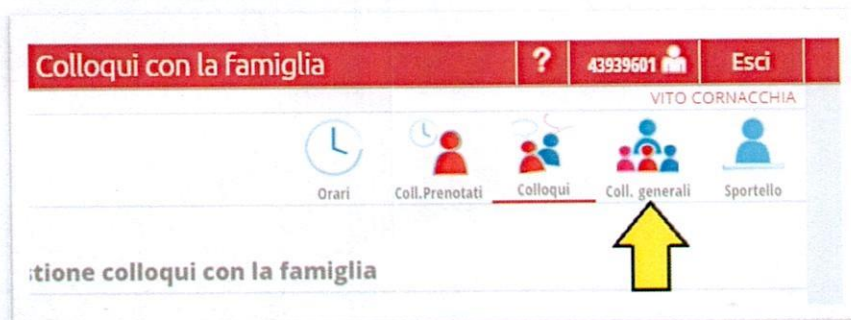 Colloqui con la famiglia ? 43939601 Esci
VITO CORNACCHIA
Orari Coll.Prenotati Colloqui Coll. generali Sportello
stione colloqui con la famiglia